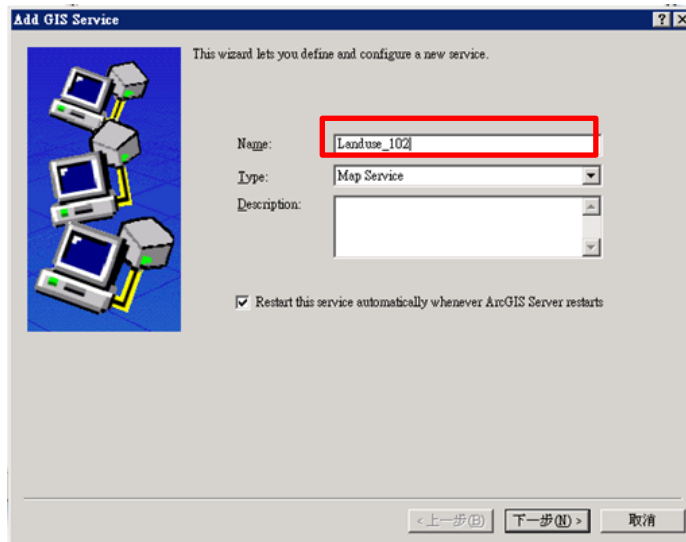 Add GIS Service
This wizard lets you define and configure a new service.
Name: Landuse_102
Type: Map Service
Description:
Restart this service automatically whenever ArcGIS Server restarts
<上一步(B) 下一步(N) > 取消